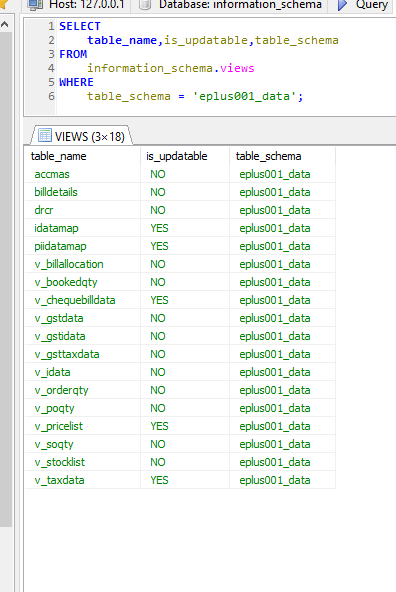 Host: 127.0.0.1 Database: information_schema Query
1 SELECT
2 table_name,is_updatable,table_schema
3 FROM
4 information_schema.views
5 WHERE
6 table_schema = 'eplus001_data';
VIEWS (3×18)
table_name is_updatable table_schema
accmas NO eplus001_data
billdetails NO eplus001_data
drcr NO eplus001_data
idatamap YES eplus001_data
piidatamap YES eplus001_data
v_billallocation NO eplus001_data
v_bookedqty NO eplus001_data
v_chequebilldata YES eplus001_data
v_gstdata NO eplus001_data
v_gstidata NO eplus001_data
v_gsttaxdata NO eplus001_data
v_idata NO eplus001_data
v_orderqty NO eplus001_data
v_poqty NO eplus001_data
v_pricelist YES eplus001_data
v_soqty NO eplus001_data
v_stocklist NO eplus001_data
v_taxdata YES eplus001_data